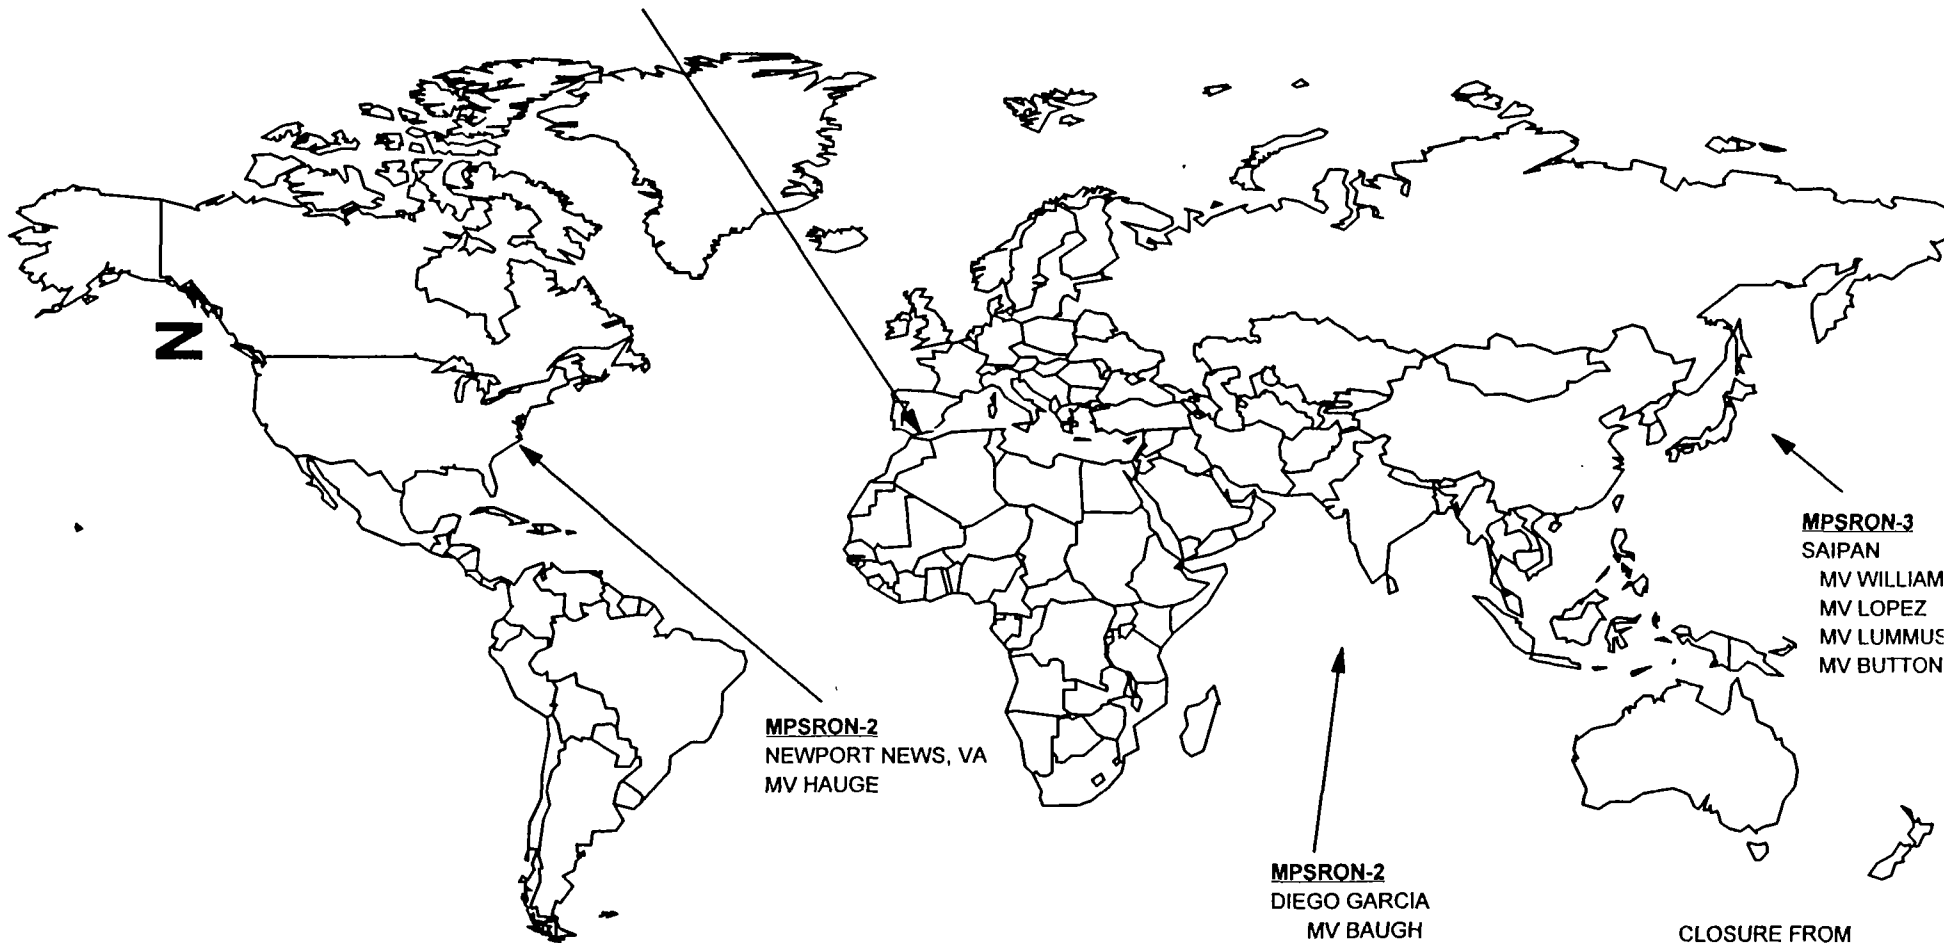 N
MPSRON-3
SAIPAN
MV WILLIAM
MV LOPEZ
MV LUMMUS
MV BUTTON
MPSRON-2
NEWPORT NEWS, VA
MV HAUGE
MPSRON-2
DIEGO GARCIA
MV BAUGH
CLOSURE FROM